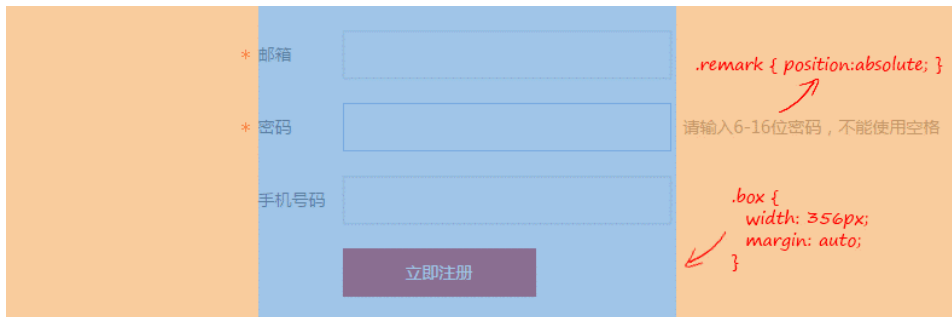 * 邮箱
.remark { position:absolute; }
* 密码
请输入6-16位密码，不能使用空格
手机号码
.box {
width: 356px;
margin: auto;
}
立即注册